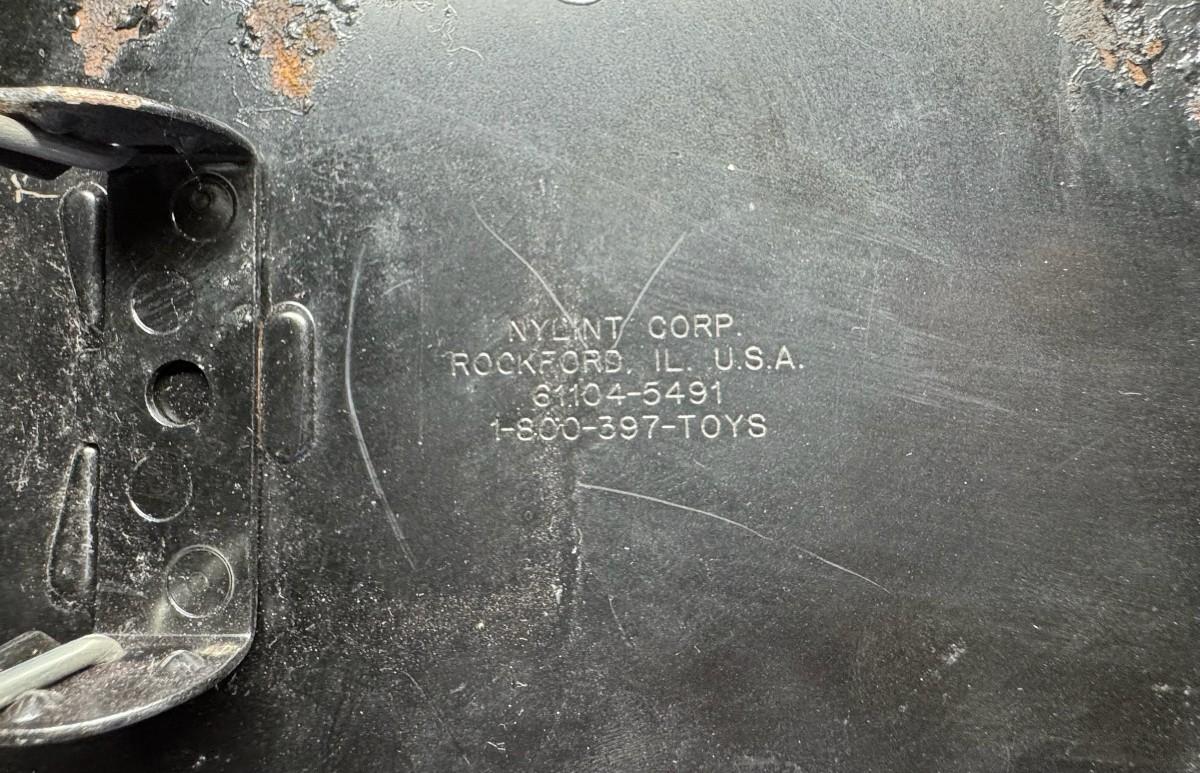 NYLINT CORP.
ROCKFORD, IL. U.S.A.
61104-5491
1-800-397-TOYS